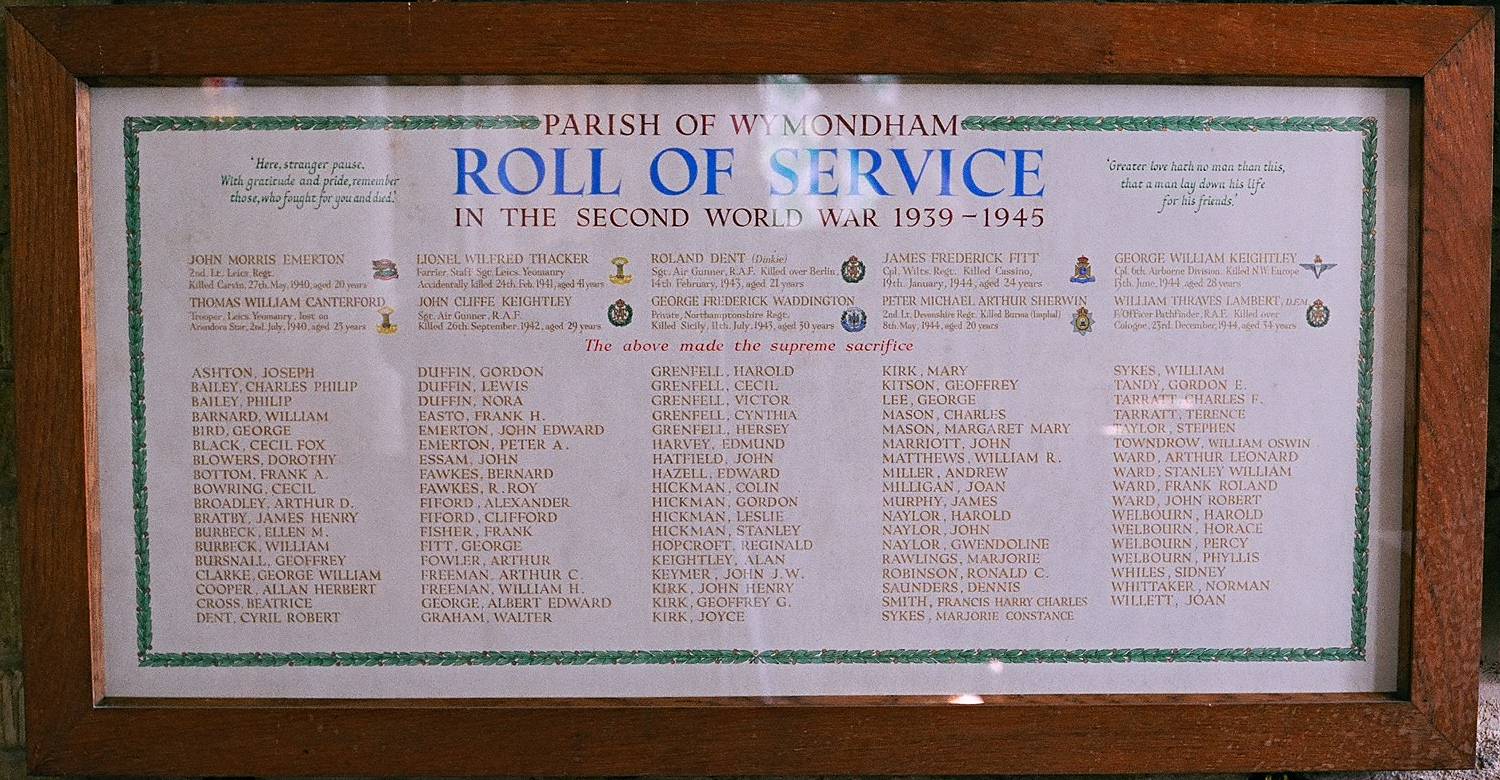 PARISH OF WYMONDHAM
ROLL OF SERVICE
IN THE SECOND WORLD WAR 1939-1945
'Here, stranger pause.
With gratitude and pride, remember
those, who fought for you and died.'
'Greater love hath no man than this,
that a man lay down his life
for his friends.'
JOHN MORRIS EMERTON
2nd. Lt. Leics. Regt.
Killed Carvin, 27th. May, 1940, aged 20 years
THOMAS WILLIAM CANTERFORD
Trooper, Leics. Yeomanry, lost on
Arandora Star, 2nd. July, 1940, aged 23 years
LIONEL WILFRED THACKER
Farrier, Staff Sgt. Leics. Yeomanry
Accidentally killed 24th. Feb. 1941, aged 41 years
JOHN CLIFFE KEIGHTLEY
Sgt. Air Gunner, R.A.F.
Killed 26th. September, 1942, aged 29 years
ROLAND DENT (Dinkie)
Sgt. Air Gunner, R.A.F. Killed over Berlin,
14th. February, 1943, aged 21 years
GEORGE FREDERICK WADDINGTON
Private, Northamptonshire Regt.
Killed Sicily, 11th. July, 1943, aged 30 years
JAMES FREDERICK FITT
Cpl. Wilts. Regt. Killed Cassino,
19th. January, 1944, aged 24 years
PETER MICHAEL ARTHUR SHERWIN
2nd. Lt. Devonshire Regt. Killed Burma (Imphal)
8th. May, 1944, aged 20 years
GEORGE WILLIAM KEIGHTLEY
Cpl. 6th. Airborne Division. Killed N.W. Europe
13th. June, 1944, aged 28 years
WILLIAM THRAVES LAMBERT, D.F.M.
F/Officer Pathfinder, R.A.F. Killed over
Cologne, 23rd. December, 1944, aged 34 years
The above made the supreme sacrifice
ASHTON, JOSEPH
BAILEY, CHARLES PHILIP
BAILEY, PHILIP
BARNARD, WILLIAM
BIRD, GEORGE
BLACK, CECIL FOX
BLOWERS, DOROTHY
BOTTOM, FRANK A.
BOWRING, CECIL
BROADLEY, ARTHUR D.
BRATBY, JAMES HENRY
BURBECK, ELLEN M.
BURBECK, WILLIAM
BURSNALL, GEOFFREY
CLARKE, GEORGE WILLIAM
COOPER, ALLAN HERBERT
CROSS, BEATRICE
DENT, CYRIL ROBERT
DUFFIN, GORDON
DUFFIN, LEWIS
DUFFIN, NORA
EASTO, FRANK H.
EMERTON, JOHN EDWARD
EMERTON, PETER A.
ESSAM, JOHN
FAWKES, BERNARD
FAWKES, R. ROY
FIFORD, ALEXANDER
FIFORD, CLIFFORD
FISHER, FRANK
FITT, GEORGE
FOWLER, ARTHUR
FREEMAN, ARTHUR C.
FREEMAN, WILLIAM H.
GEORGE, ALBERT EDWARD
GRAHAM, WALTER
GRENFELL, HAROLD
GRENFELL, CECIL
GRENFELL, VICTOR
GRENFELL, CYNTHIA
GRENFELL, HERSEY
HARVEY, EDMUND
HATFIELD, JOHN
HAZELL, EDWARD
HICKMAN, COLIN
HICKMAN, GORDON
HICKMAN, LESLIE
HICKMAN, STANLEY
HOPCROFT, REGINALD
KEIGHTLEY, ALAN
KEYMER, JOHN J.W.
KIRK, JOHN HENRY
KIRK, GEOFFREY G.
KIRK, JOYCE
KIRK, MARY
KITSON, GEOFFREY
LEE, GEORGE
MASON, CHARLES
MASON, MARGARET MARY
MARRIOTT, JOHN
MATTHEWS, WILLIAM R.
MILLER, ANDREW
MILLIGAN, JOAN
MURPHY, JAMES
NAYLOR, HAROLD
NAYLOR, JOHN
NAYLOR, GWENDOLINE
RAWLINGS, MARJORIE
ROBINSON, RONALD C.
SAUNDERS, DENNIS
SMITH, FRANCIS HARRY CHARLES
SYKES, MARJORIE CONSTANCE
SYKES, WILLIAM
TANDY, GORDON E.
TARRATT, CHARLES F.
TARRATT, TERENCE
TAYLOR, STEPHEN
TOWNDROW, WILLIAM OSWIN
WARD, ARTHUR LEONARD
WARD, STANLEY WILLIAM
WARD, FRANK ROLAND
WARD, JOHN ROBERT
WELBOURN, HAROLD
WELBOURN, HORACE
WELBOURN, PERCY
WELBOURN, PHYLLIS
WHILES, SIDNEY
WHITTAKER, NORMAN
WILLETT, JOAN